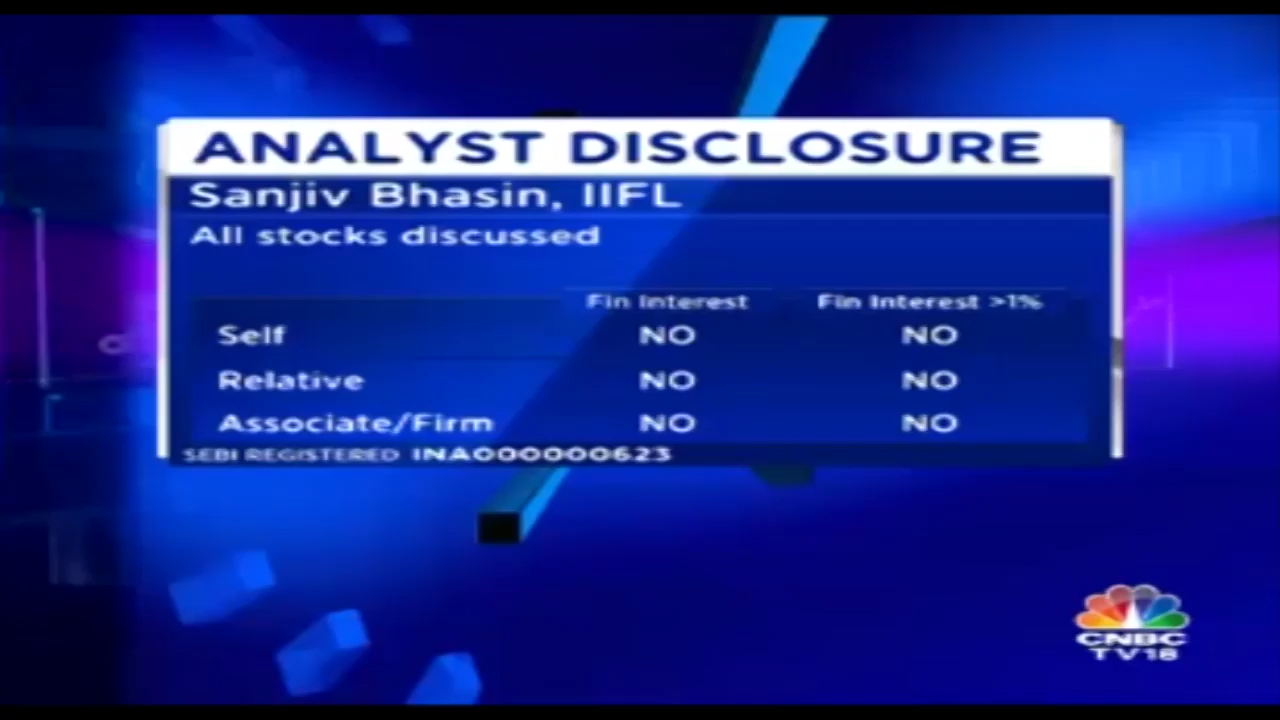 ANALYST DISCLOSURE
Sanjiv Bhasin, IIFL
All stocks discussed
Fin Interest Fin Interest >1%
Self NO NO
Relative NO NO
Associate/Firm NO NO
SEBI REGISTERED INA000000623
CNBC
TV18